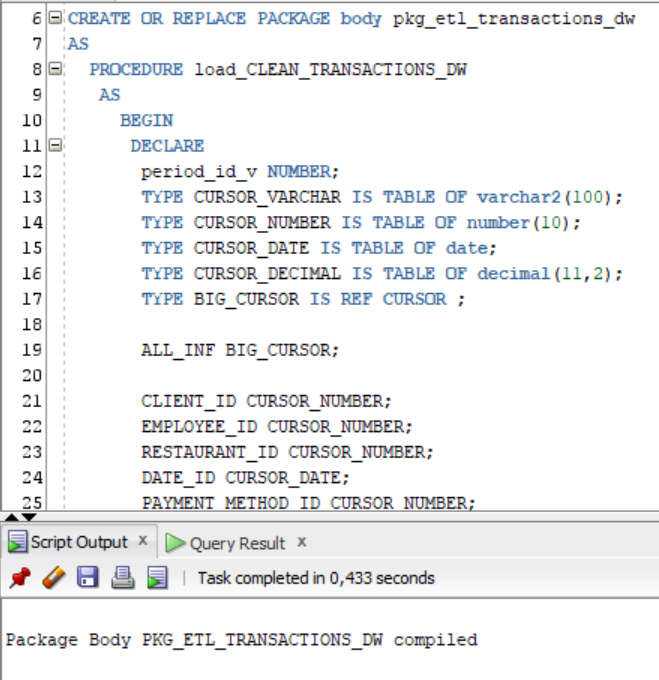 6 CREATE OR REPLACE PACKAGE body pkg_etl_transactions_dw
7 AS
8 PROCEDURE load_CLEAN_TRANSACTIONS_DW
9 AS
10 BEGIN
11 DECLARE
12 period_id_v NUMBER;
13 TYPE CURSOR_VARCHAR IS TABLE OF varchar2(100);
14 TYPE CURSOR_NUMBER IS TABLE OF number(10);
15 TYPE CURSOR_DATE IS TABLE OF date;
16 TYPE CURSOR_DECIMAL IS TABLE OF decimal(11,2);
17 TYPE BIG_CURSOR IS REF CURSOR ;
18
19 ALL_INF BIG_CURSOR;
20
21 CLIENT_ID CURSOR_NUMBER;
22 EMPLOYEE_ID CURSOR_NUMBER;
23 RESTAURANT_ID CURSOR_NUMBER;
24 DATE_ID CURSOR_DATE;
25 PAYMENT_METHOD_ID CURSOR_NUMBER;
Script Output x Query Result x
Task completed in 0,433 seconds
Package Body PKG_ETL_TRANSACTIONS_DW compiled